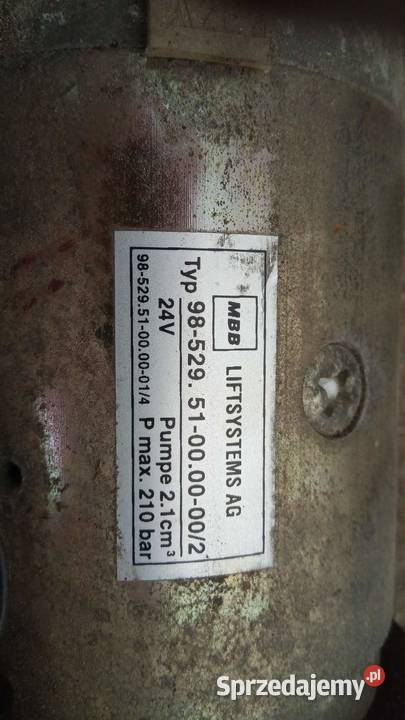 MBB LIFTSYSTEMS AG
Typ 98-529. 51-00.00-00/2
24V Pumpe 2.1cm³
98-529.51-00.00-01/4 P max. 210 bar
Sprzedajemy.pl